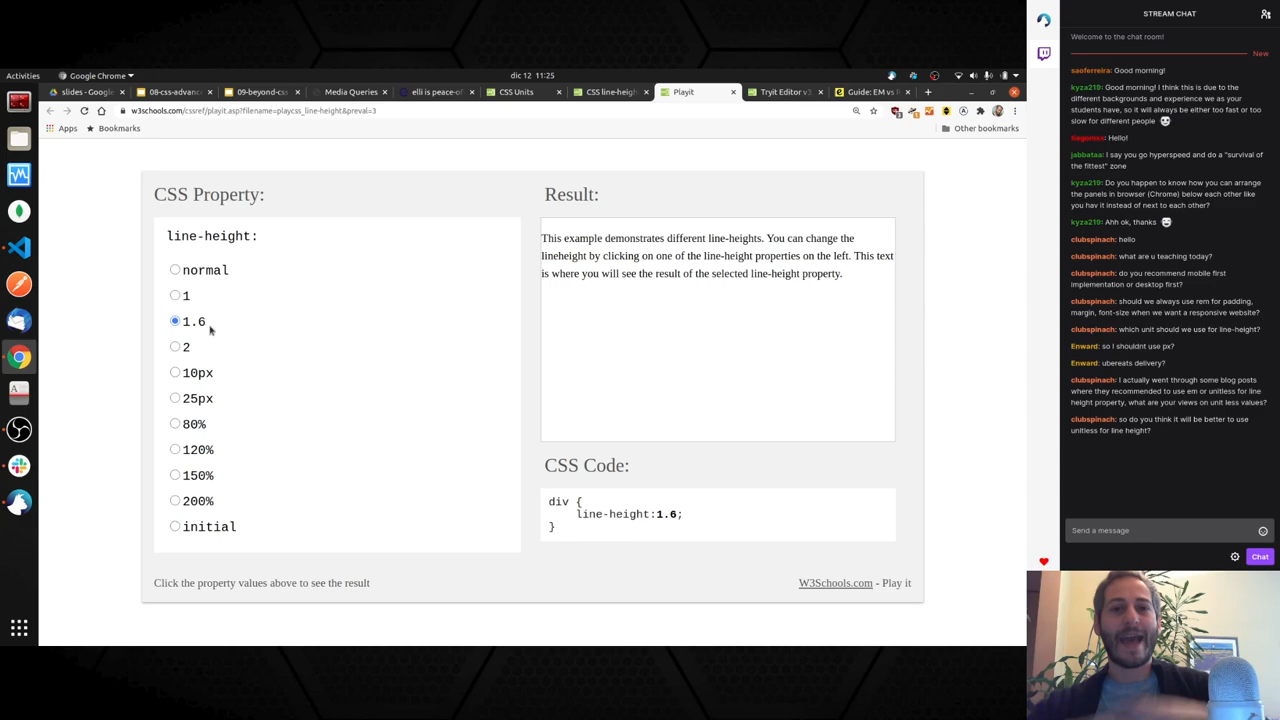 STREAM CHAT
Welcome to the chat room!
New
saoferreira: Good morning!
kyza219: Good morning! I think this is due to the
different backgrounds and experience we as your
students have, so it will always be either too fast or too
slow for different people
Hello!
jabbataa: I say you go hyperspeed and do a "survival of
the fittest" zone
kyza219: Do you happen to know how you can arrange
the panels in browser (Chrome) below each other like
you hav it instead of next to each other?
kyza219: Ahh ok, thanks
clubspinach: hello
clubspinach: what are u teaching today?
clubspinach: do you recommend mobile first
implementation or desktop first?
clubspinach: should we always use rem for padding,
margin, font-size when we want a responsive website?
clubspinach: which unit should we use for line-height?
Enward: so I shouldnt use px?
Enward: ubereats delivery?
clubspinach: I actually went through some blog posts
where they recommended to use em or unitless for line
height property, what are your views on unit less values?
clubspinach: so do you think it will be better to use
unitless for line height?
Send a message
Chat
Activities
Google Chrome
dic 12 11:25
slides - Google
08-css-advanc
09-beyond-css
Media Queries
elli is peace-of
CSS Units
CSS line-heigh
Playit
Tryit Editor v3
Guide: EM vs
w3schools.com/cssref/playit.asp?filename=playcss_line-height&preval=3
Apps
Bookmarks
Other bookmarks
CSS Property:
line-height:
normal
1
1.6
2
10px
25px
80%
120%
150%
200%
initial
Result:
This example demonstrates different line-heights. You can change the
lineheight by clicking on one of the line-height properties on the left. This text
is where you will see the result of the selected line-height property.
CSS Code:
div {
line-height:1.6;
}
Click the property values above to see the result
W3Schools.com - Play it